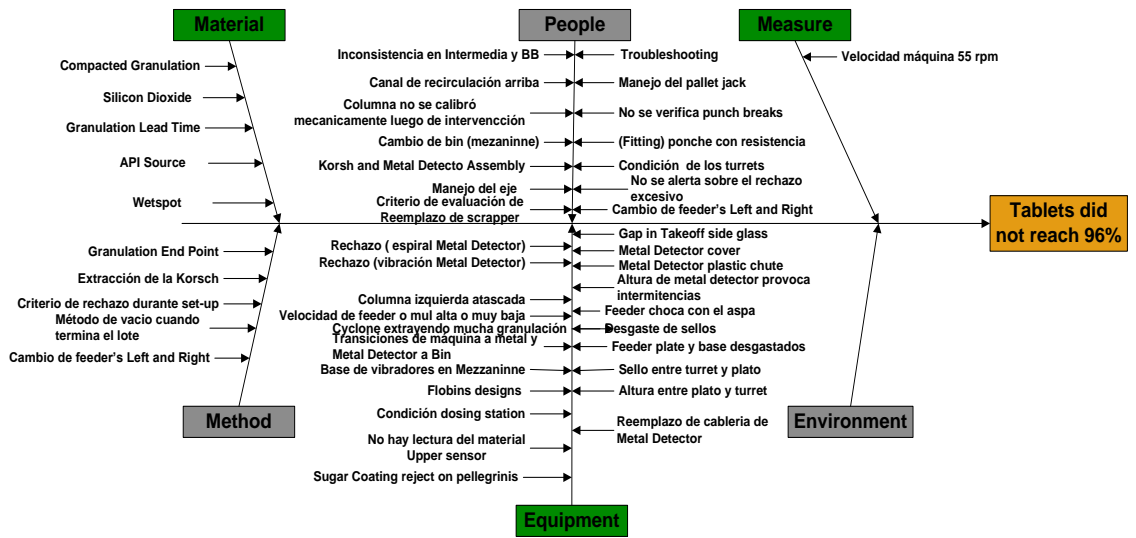 Material
People
Measure
Compacted Granulation
Silicon Dioxide
Granulation Lead Time
API Source
Wetspot
Inconsistencia en Intermedia y BB
Canal de recirculación arriba
Columna no se calibró
mecanicamente luego de intervencción
Cambio de bin (mezaninne)
Korsh and Metal Detecto Assembly
Manejo del eje
Criterio de evaluación de
Reemplazo de scrapper
Troubleshooting
Manejo del pallet jack
No se verifica punch breaks
(Fitting) ponche con resistencia
Condición de los turrets
No se alerta sobre el rechazo
excesivo
Cambio de feeder's Left and Right
Velocidad máquina 55 rpm
Tablets did
not reach 96%
Granulation End Point
Extracción de la Korsch
Criterio de rechazo durante set-up
Método de vacio cuando
termina el lote
Cambio de feeder's Left and Right
Rechazo ( espiral Metal Detector)
Rechazo (vibración Metal Detector)
Columna izquierda atascada
Velocidad de feeder o mul alta o muy baja
Cyclone extrayendo mucha granulación
Transiciones de máquina a metal y
Metal Detector a Bin
Base de vibradores en Mezzaninne
Flobins designs
Condición dosing station
No hay lectura del material
Upper sensor
Sugar Coating reject on pellegrinis
Gap in Takeoff side glass
Metal Detector cover
Metal Detector plastic chute
Altura de metal detector provoca
intermitencias
Feeder choca con el aspa
Desgaste de sellos
Feeder plate y base desgastados
Sello entre turret y plato
Altura entre plato y turret
Reemplazo de cableria de
Metal Detector
Method
Equipment
Environment